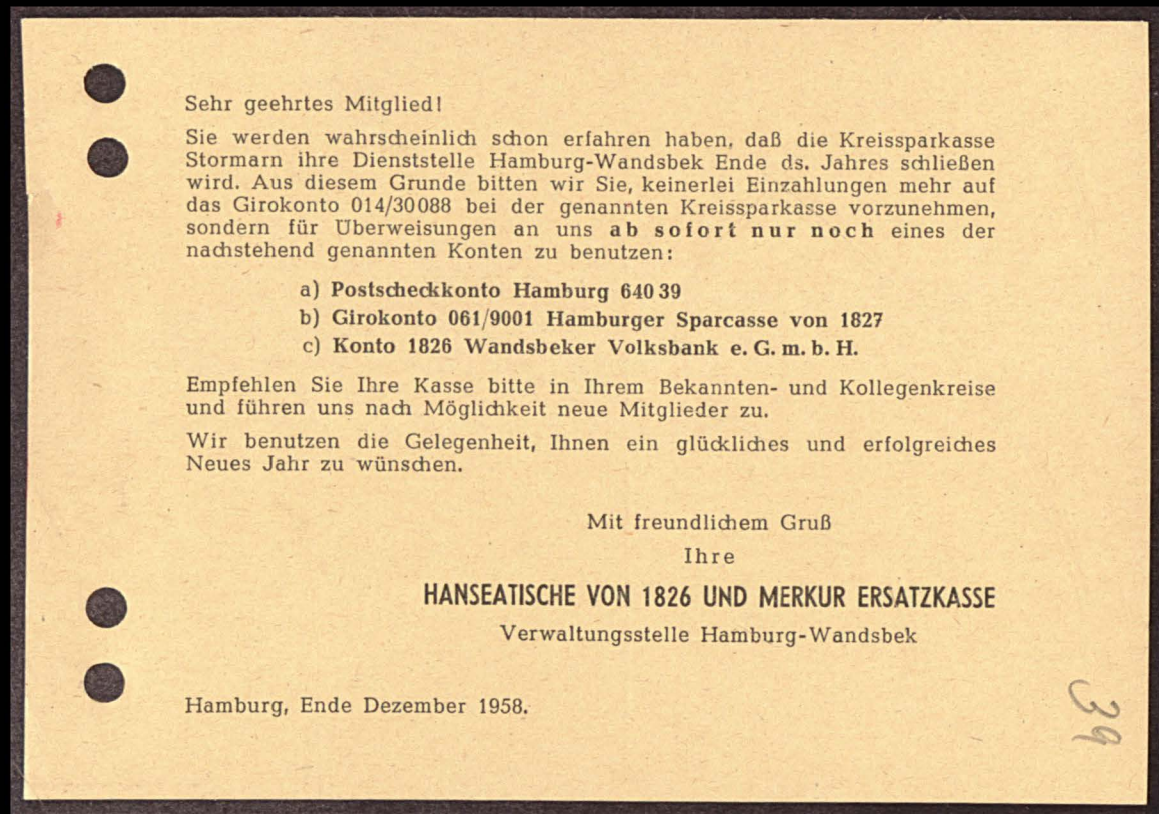 Sehr geehrtes Mitglied!
Sie werden wahrscheinlich schon erfahren haben, daß die Kreissparkasse
Stormarn ihre Dienststelle Hamburg-Wandsbek Ende ds. Jahres schließen
wird. Aus diesem Grunde bitten wir Sie, keinerlei Einzahlungen mehr auf
das Girokonto 014/30088 bei der genannten Kreissparkasse vorzunehmen,
sondern für Überweisungen an uns ab sofort nur noch eines der
nachstehend genannten Konten zu benutzen:
a) Postscheckkonto Hamburg 640 39
b) Girokonto 061/9001 Hamburger Sparcasse von 1827
c) Konto 1826 Wandsbeker Volksbank e. G. m. b. H.
Empfehlen Sie Ihre Kasse bitte in Ihrem Bekannten- und Kollegenkreise
und führen uns nach Möglichkeit neue Mitglieder zu.
Wir benutzen die Gelegenheit, Ihnen ein glückliches und erfolgreiches
Neues Jahr zu wünschen.
Mit freundlichem Gruß
Ihre
HANSEATISCHE VON 1826 UND MERKUR ERSATZKASSE
Verwaltungsstelle Hamburg-Wandsbek
Hamburg, Ende Dezember 1958.
39